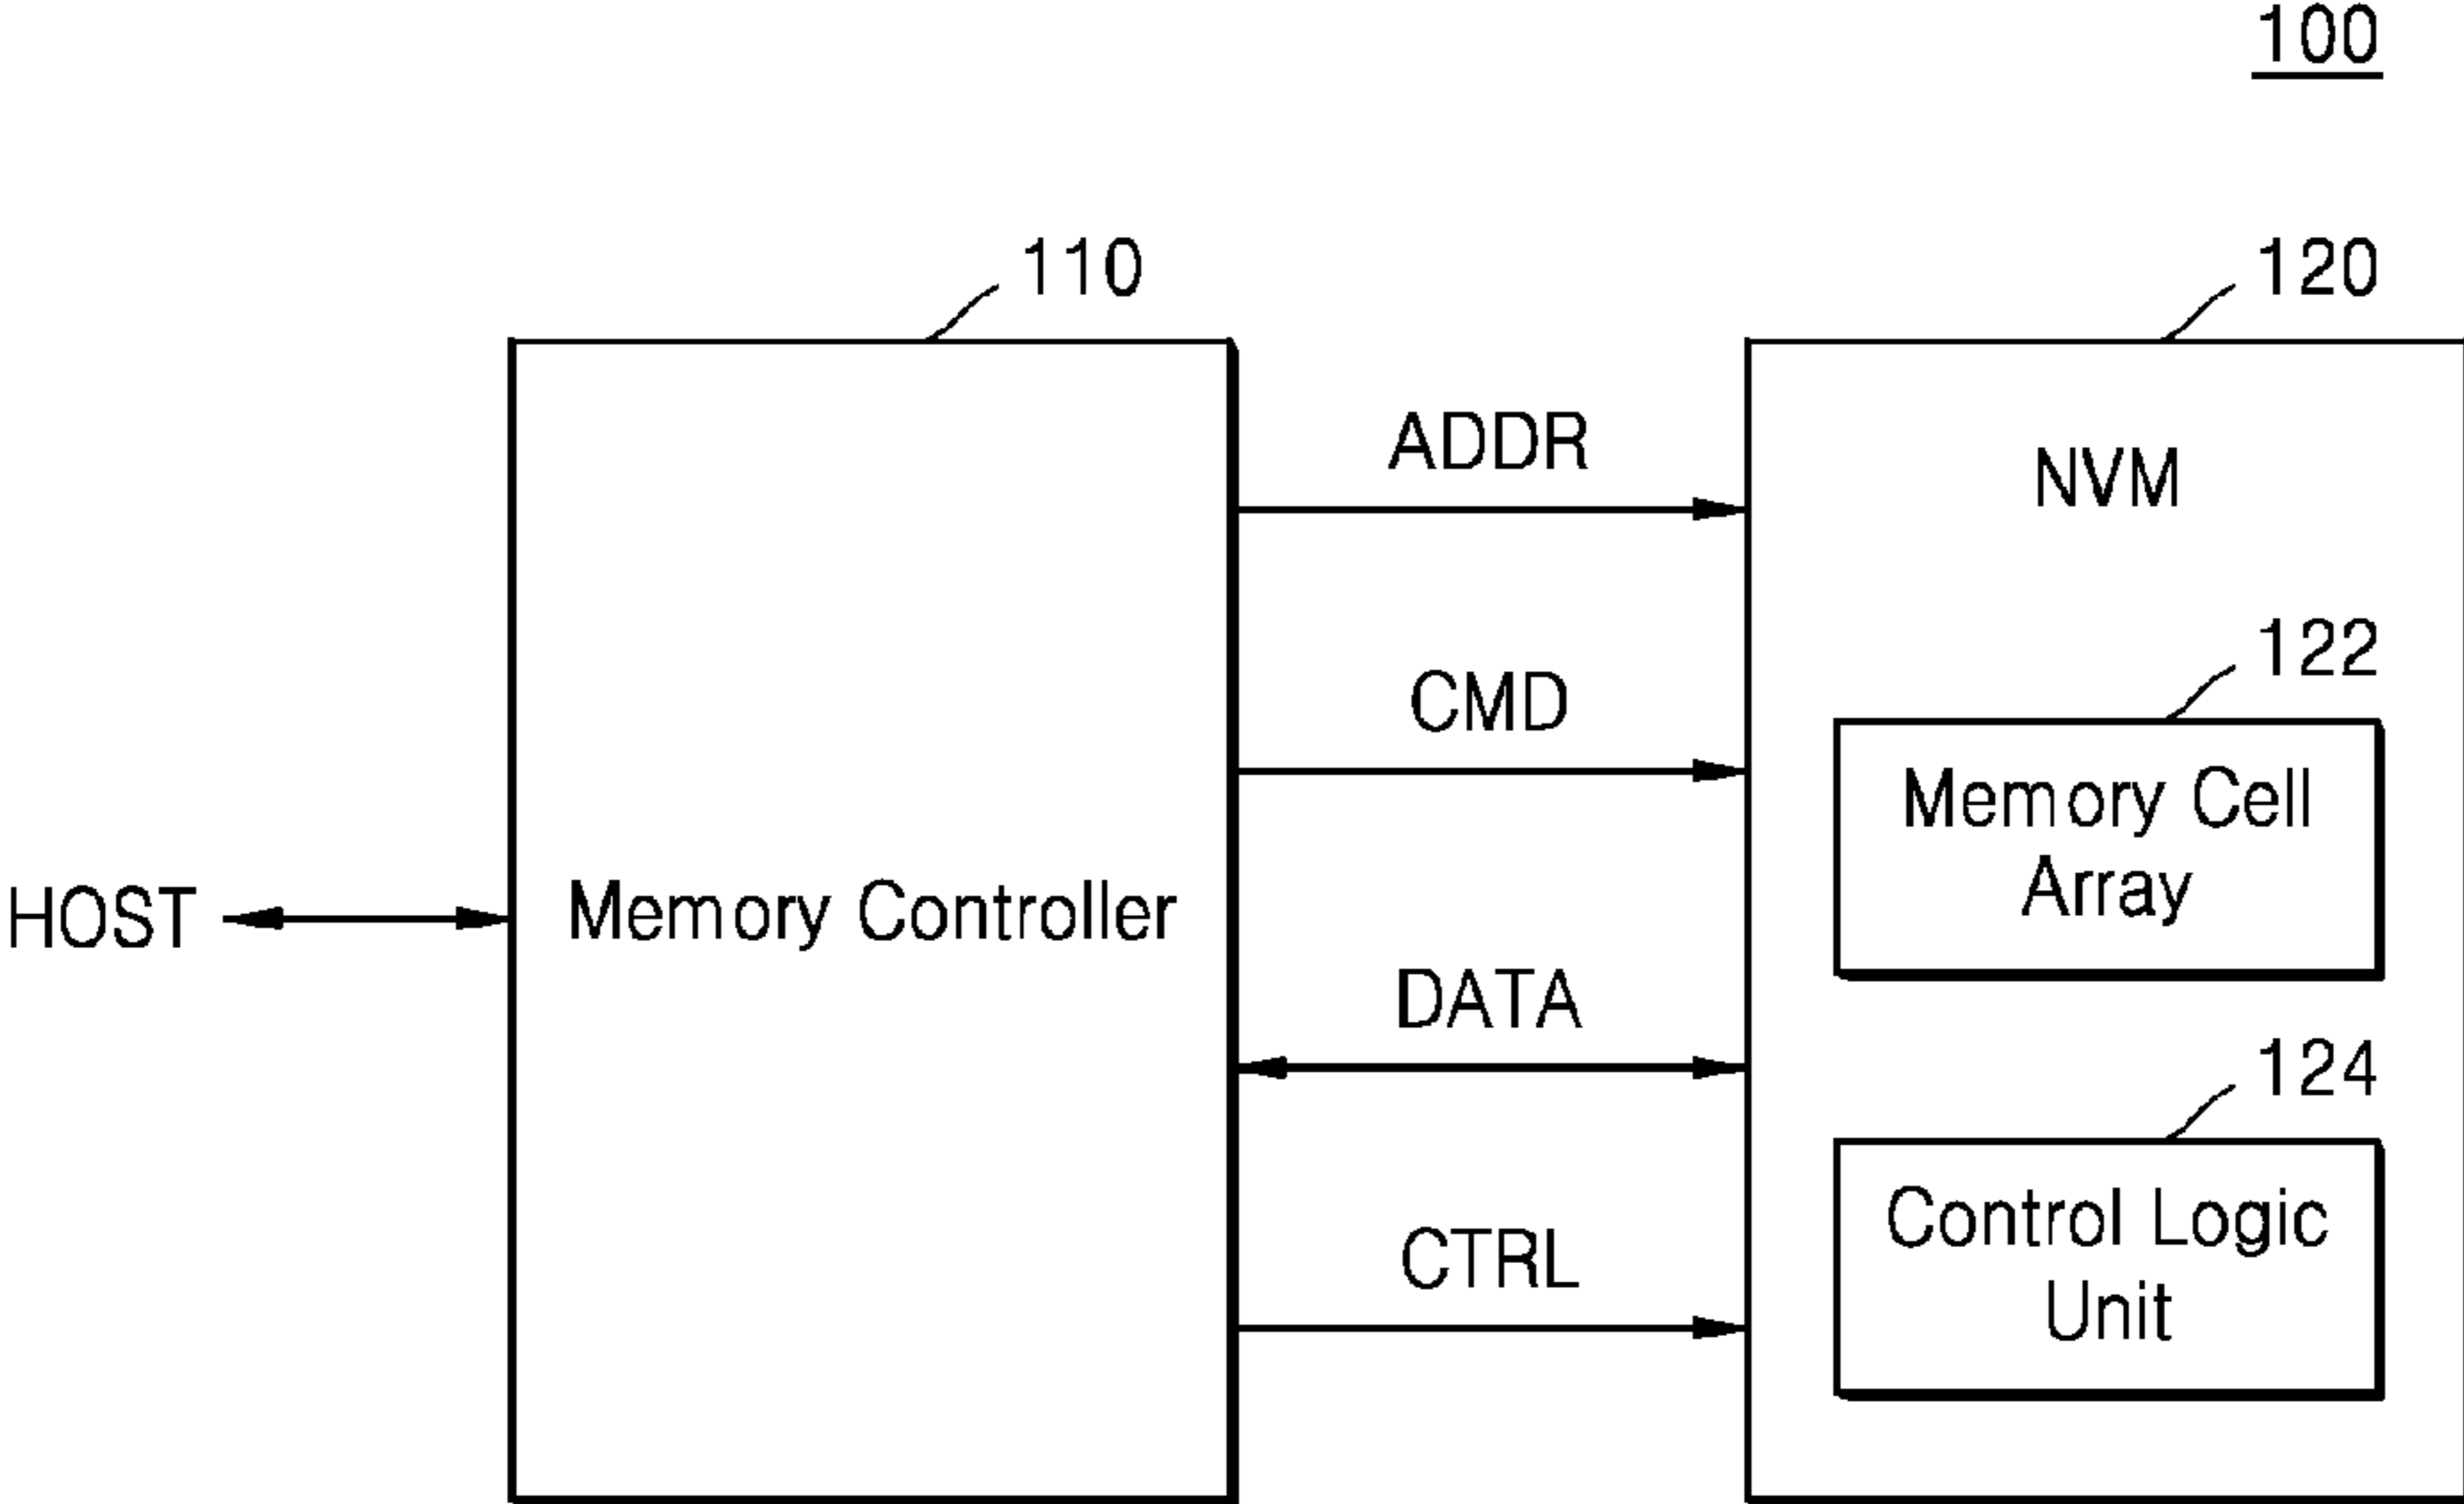 100
110
120
ADDR
NVM
122
CMD
Memory Cell
Array
HOST
Memory Controller
DATA
124
Control Logic
Unit
CTRL